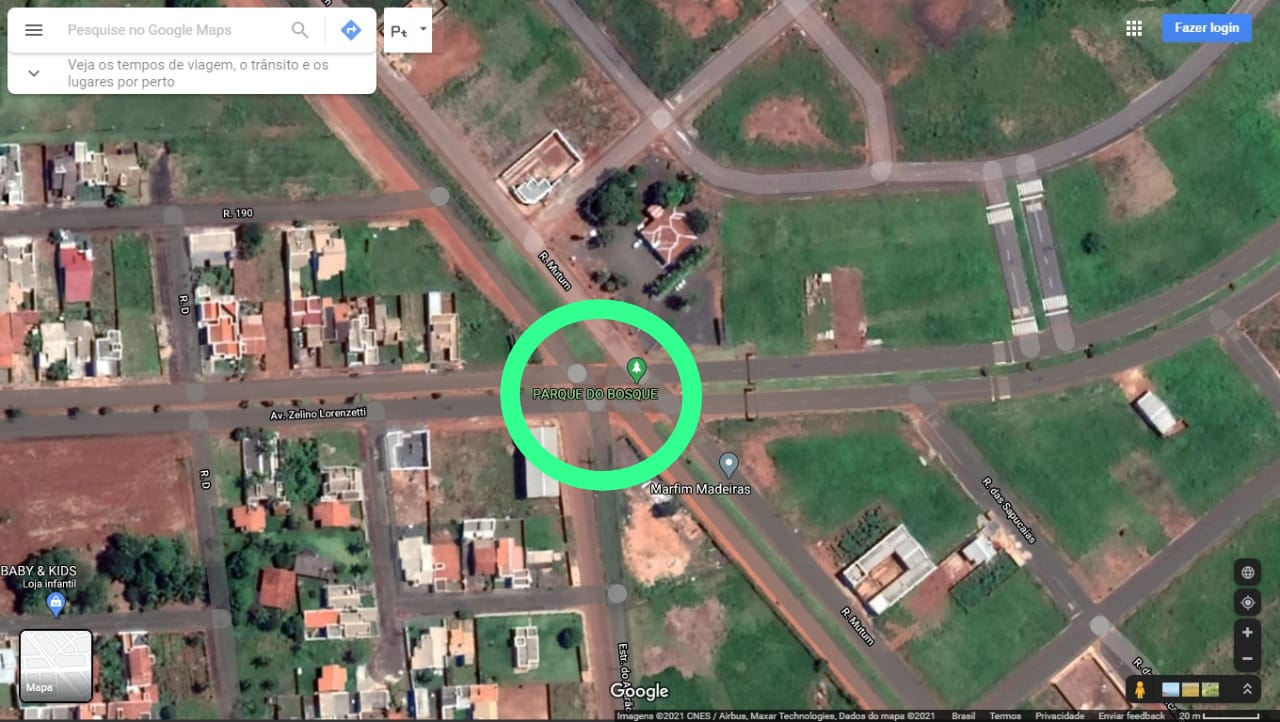 Pesquise no Google Maps
Pt
Fazer login
Veja os tempos de viagem, o trânsito e os
lugares por perto
R. 190
R. Mutum
R. D
PARQUE DO BOSQUE
Av. Zelino Lorenzetti
R. D
Marfim Madeiras
R. das Sapucaias
BABY & KIDS
Loja infantil
R. Mutum
Mapa
Google
Imagens ©2021 CNES / Airbus, Maxar Technologies, Dados do mapa ©2021
Brasil
Termos
Privacidade
Enviar feedback
20 m